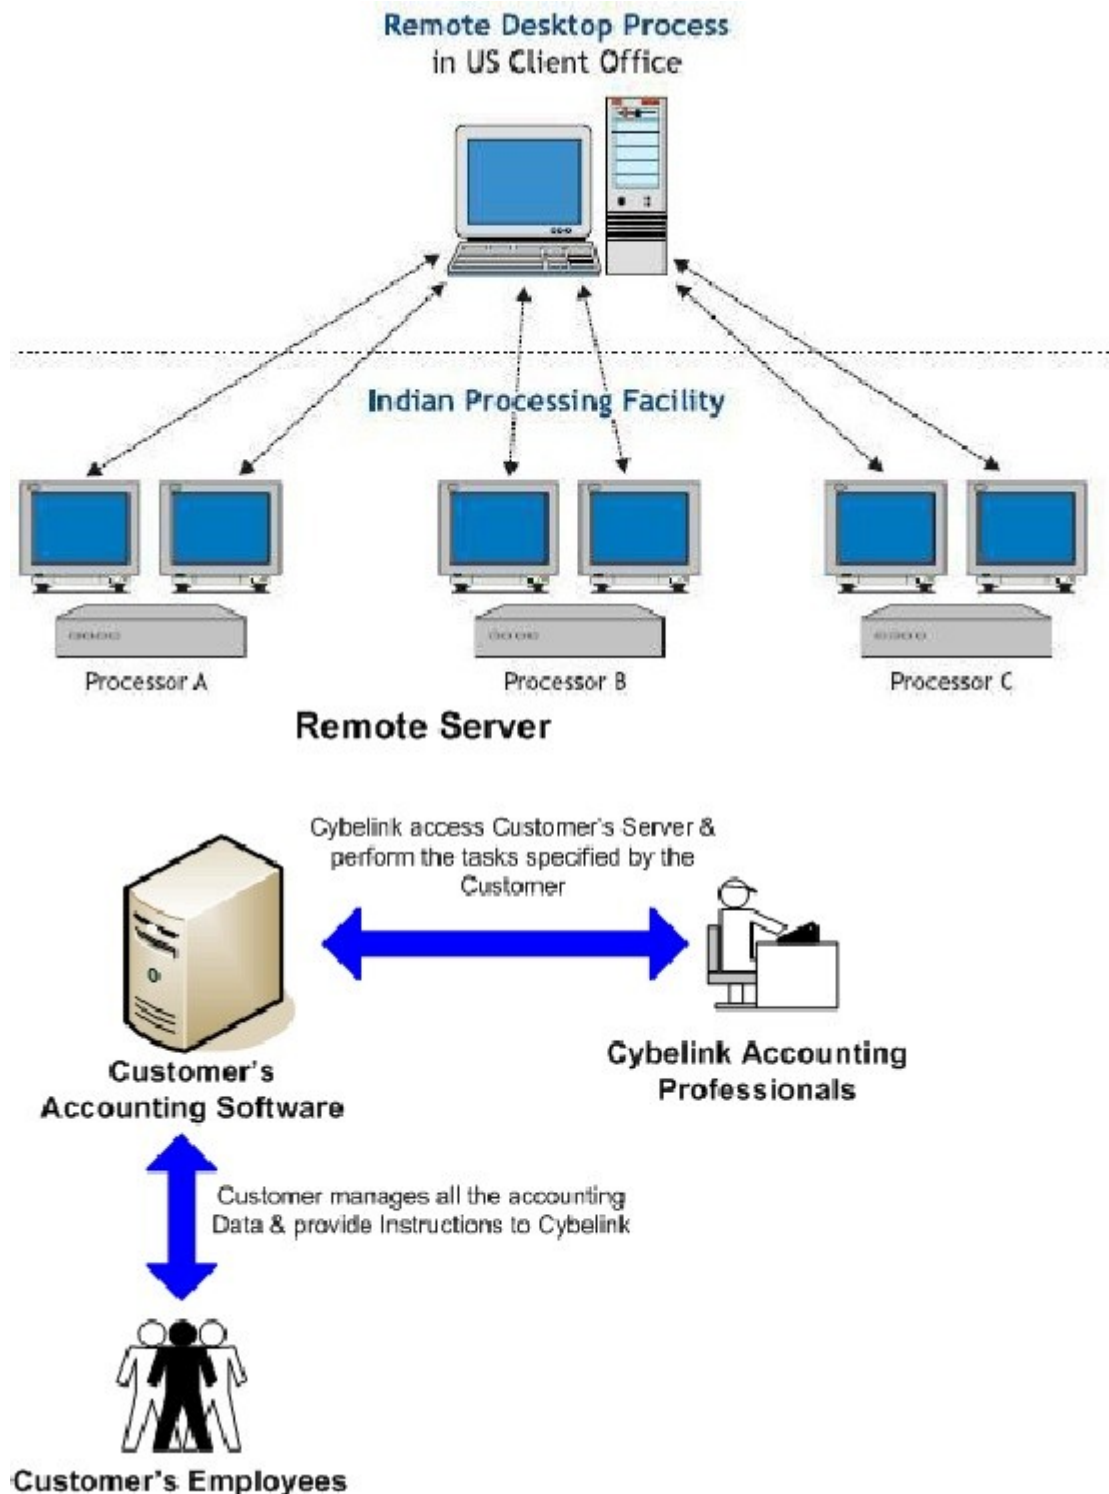 Remote Desktop Process
in US Client Office
Indian Processing Facility
Processor A
Processor B
Processor C
Remote Server
Cybelink access Customer's Server &
perform the tasks specified by the
Customer
Cybelink Accounting
Professionals
Customer's
Accounting Software
Customer manages all the accounting
Data & provide Instructions to Cybelink
Customer's Employees